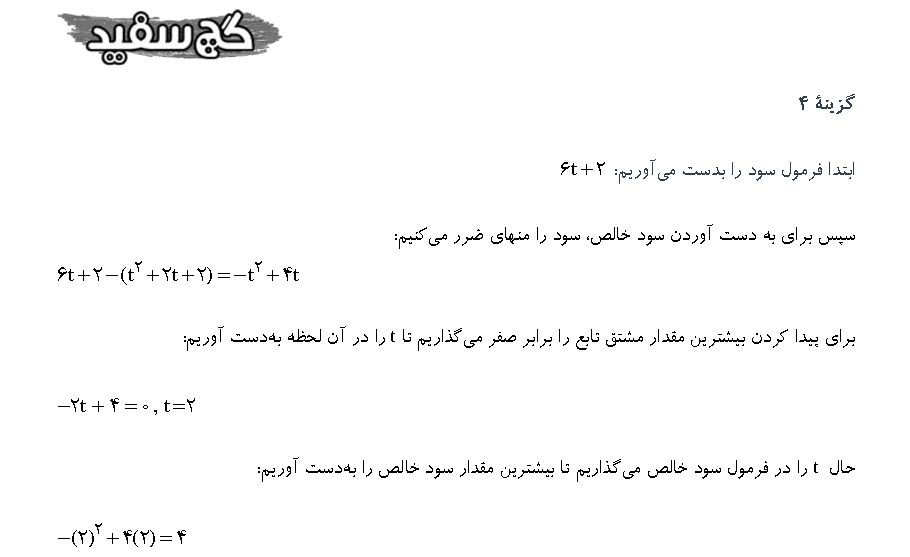 گچ سفید
گزینهٔ ۴
ابتدا فرمول سود را بدست می‌آوریم: ۶t+۲
سپس برای به دست آوردن سود خالص، سود را منهای ضرر می‌کنیم:
۶t+۲−(t²+۲t+۲)=−t²+۴t
برای پیدا کردن بیشترین مقدار مشتق تابع را برابر صفر می‌گذاریم تا t را در آن لحظه به‌دست آوریم:
−۲t+۴=۰, t=۲
حال t را در فرمول سود خالص می‌گذاریم تا بیشترین مقدار سود خالص را به‌دست آوریم:
−(۲)²+۴(۲)=۴